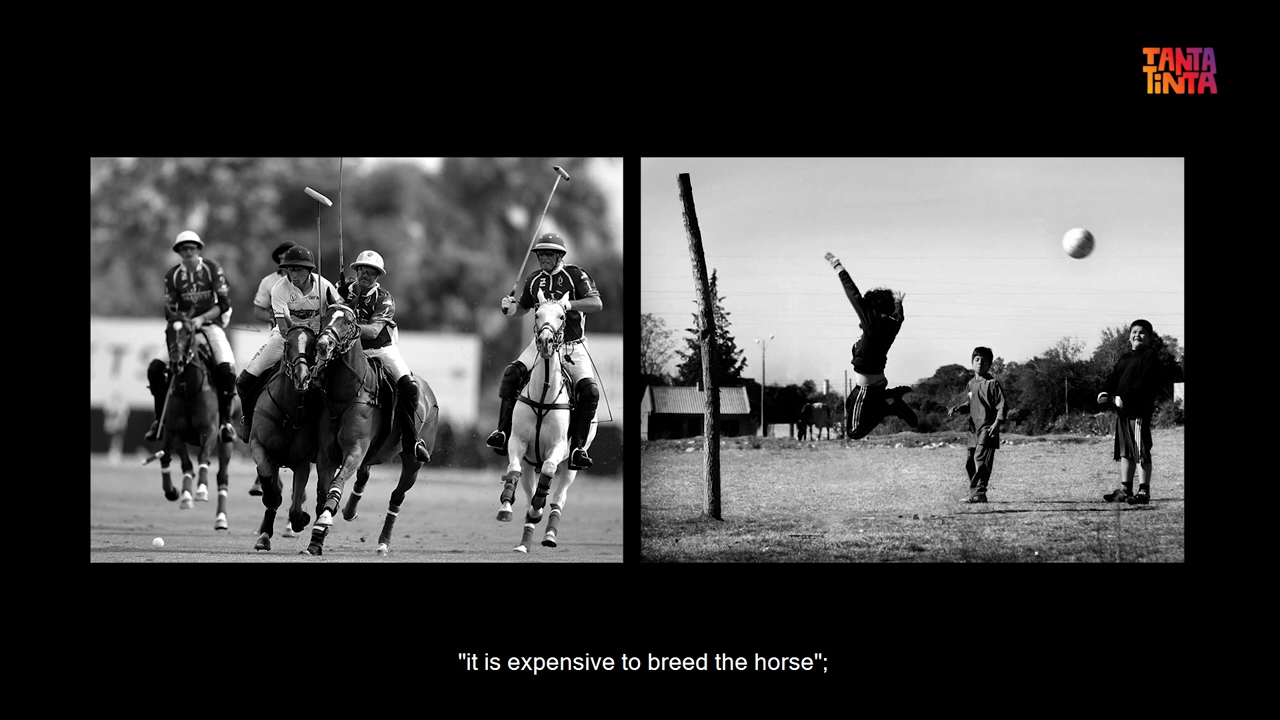 TANTA
TiNTA
"it is expensive to breed the horse";